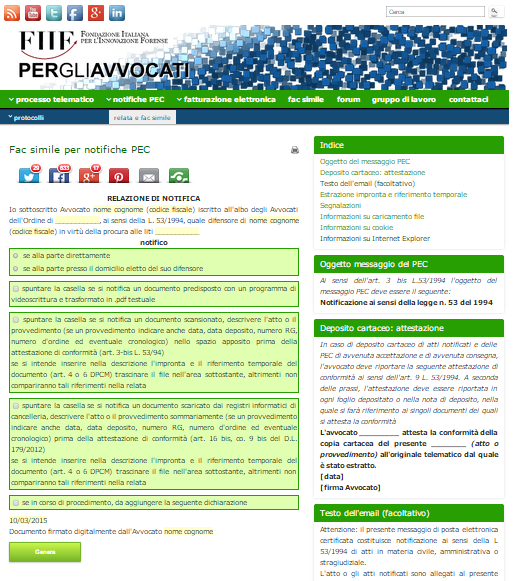 Cerca
FIIF
FONDAZIONE ITALIANA
PER L'INNOVAZIONE FORENSE
PERGLIAVVOCATI
processo telematico
notifiche PEC
fatturazione elettronica
fac simile
forum
gruppo di lavoro
contattaci
protocolli
relata e fac simile
Fac simile per notifiche PEC
20
833
17
RELAZIONE DI NOTIFICA
Io sottoscritto Avvocato nome cognome (codice fiscale) iscritto all'albo degli Avvocati
dell'Ordine di ___________, ai sensi della L. 53/1994, quale difensore di nome cognome
(codice fiscale) in virtù della procura alle liti ___________
notifico
se alla parte direttamente
se alla parte presso il domicilio eletto del suo difensore
spuntare la casella se si notifica un documento predisposto con un programma di
videoscrittura e trasformato in .pdf testuale
spuntare la casella se si notifica un documento scansionato, descrivere l'atto o il
provvedimento (se un provvedimento indicare anche data, data deposito, numero RG,
numero d'ordine ed eventuale cronologico) nello spazio apposito prima della
attestazione di conformità (art. 3-bis L. 53/94)
se si intende inserire nella descrizione l'impronta e il riferimento temporale del
documento (art. 4 o 6 DPCM) trascinare il file nell'area sottostante, altrimenti non
compariranno tali riferimenti nella relata
spuntare la casella se si notifica un documento scaricato dai registri informatici di
cancelleria, descrivere l'atto o il provvedimento sommariamente (se un provvedimento
indicare anche data, data deposito, numero RG, numero d'ordine ed eventuale
cronologico) prima della attestazione di conformità (art. 16 bis, co. 9 bis del D.L.
179/2012)
se si intende inserire nella descrizione l'impronta e il riferimento temporale del
documento (art. 4 o 6 DPCM) trascinare il file nell'area sottostante, altrimenti non
compariranno tali riferimenti nella relata
se in corso di procedimento, da aggiungere la seguente dichiarazione
10/03/2015
Documento firmato digitalmente dall'Avvocato nome cognome
Genera
Indice
Oggetto del messaggio PEC
Deposito cartaceo: attestazione
Testo dell'email (facoltativo)
Estrazione impronta e riferimento temporale
Segnalazioni
Informazioni su caricamento file
Informazioni su cookie
Informazioni su Internet Explorer
Oggetto messaggio del PEC
Ai sensi dell'art. 3 bis L.53/1994 l'oggetto del
messaggio PEC deve essere il seguente:
Notificazione ai sensi della legge n. 53 del 1994
Deposito cartaceo: attestazione
In caso di deposito cartaceo di atti notificati e delle
PEC di avvenuta accettazione e di avvenuta consegna,
l'avvocato deve riportare la seguente attestazione di
conformità ai sensi dell'art. 9 L. 53/1994. A seconda
delle prassi, l'attestazione deve essere riportata in
ogni foglio depositato o nella nota di deposito, nella
quale si farà riferimento ai singoli documenti dei quali
si attesta la conformità
L'avvocato __________ attesta la conformità della
copia cartacea del presente _________ (atto o
provvedimento) all'originale telematico dal quale
è stato estratto.
[data]
[firma Avvocato]
Testo dell'email (facoltativo)
Attenzione: il presente messaggio di posta elettronica
certificata costituisce notificazione ai sensi della L
53/1994 di atti in materia civile, amministrativa o
stragiudiziale.
L'atto o gli atti notificati sono allegati al presente